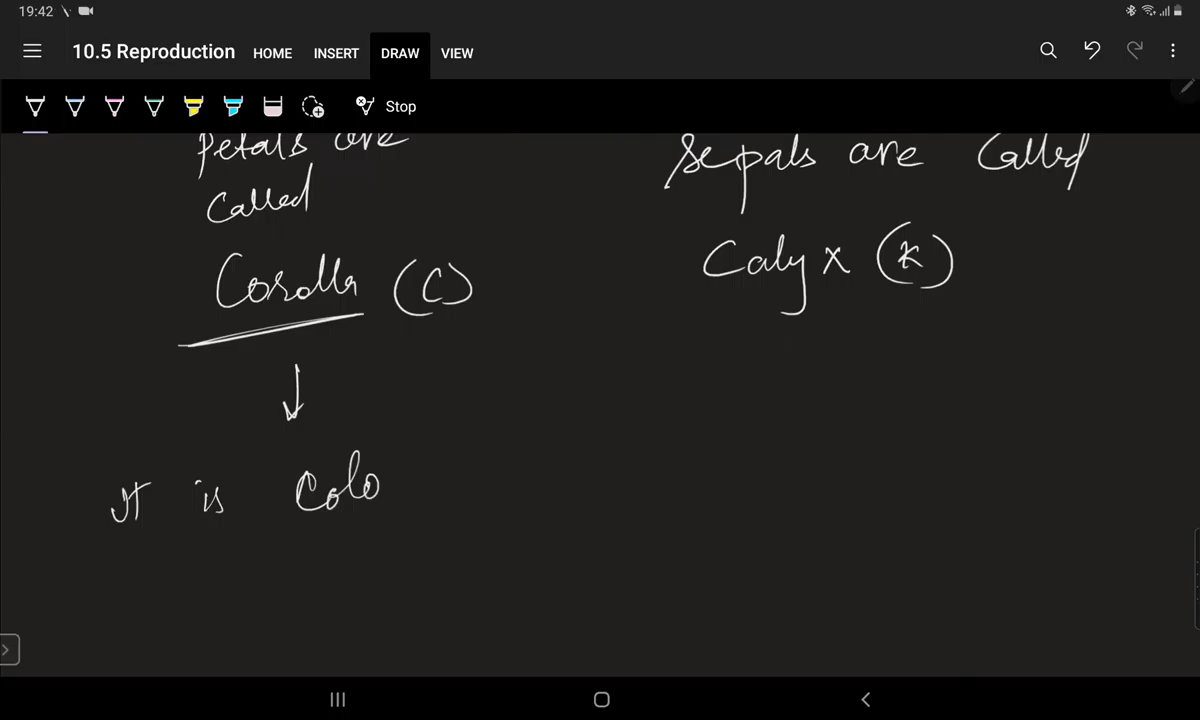 19:42
10.5 Reproduction HOME INSERT DRAW VIEW
Stop
Petals are
called
Corolla (C)
It is Colo
Sepals are Called
Calyx (K)